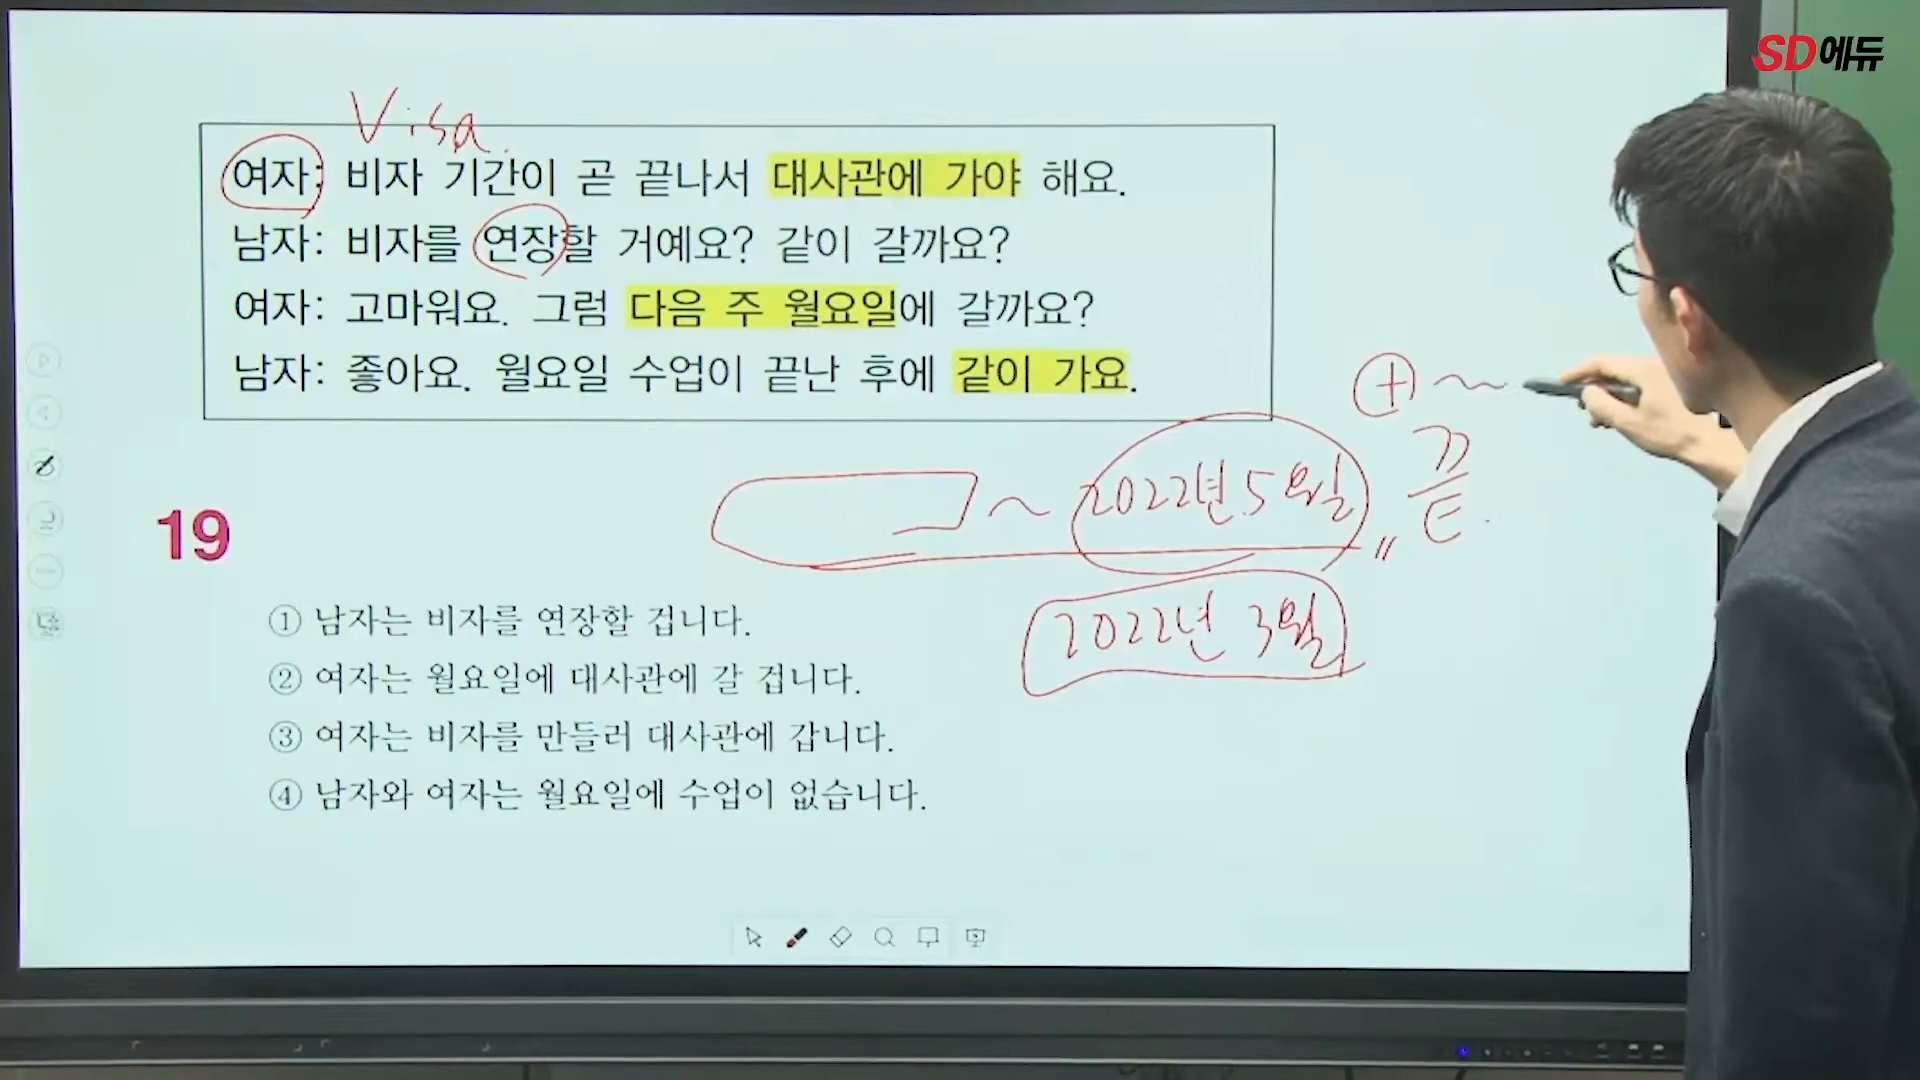 SD에듀
Visa.
여자: 비자 기간이 곧 끝나서 대사관에 가야 해요.
남자: 비자를 연장할 거예요? 같이 갈까요?
여자: 고마워요. 그럼 다음 주 월요일에 갈까요?
남자: 좋아요. 월요일 수업이 끝난 후에 같이 가요.
+ ~
~ 2022년 5월 " 끝.
2022년 3월
19
① 남자는 비자를 연장할 겁니다.
② 여자는 월요일에 대사관에 갈 겁니다.
③ 여자는 비자를 만들러 대사관에 갑니다.
④ 남자와 여자는 월요일에 수업이 없습니다.